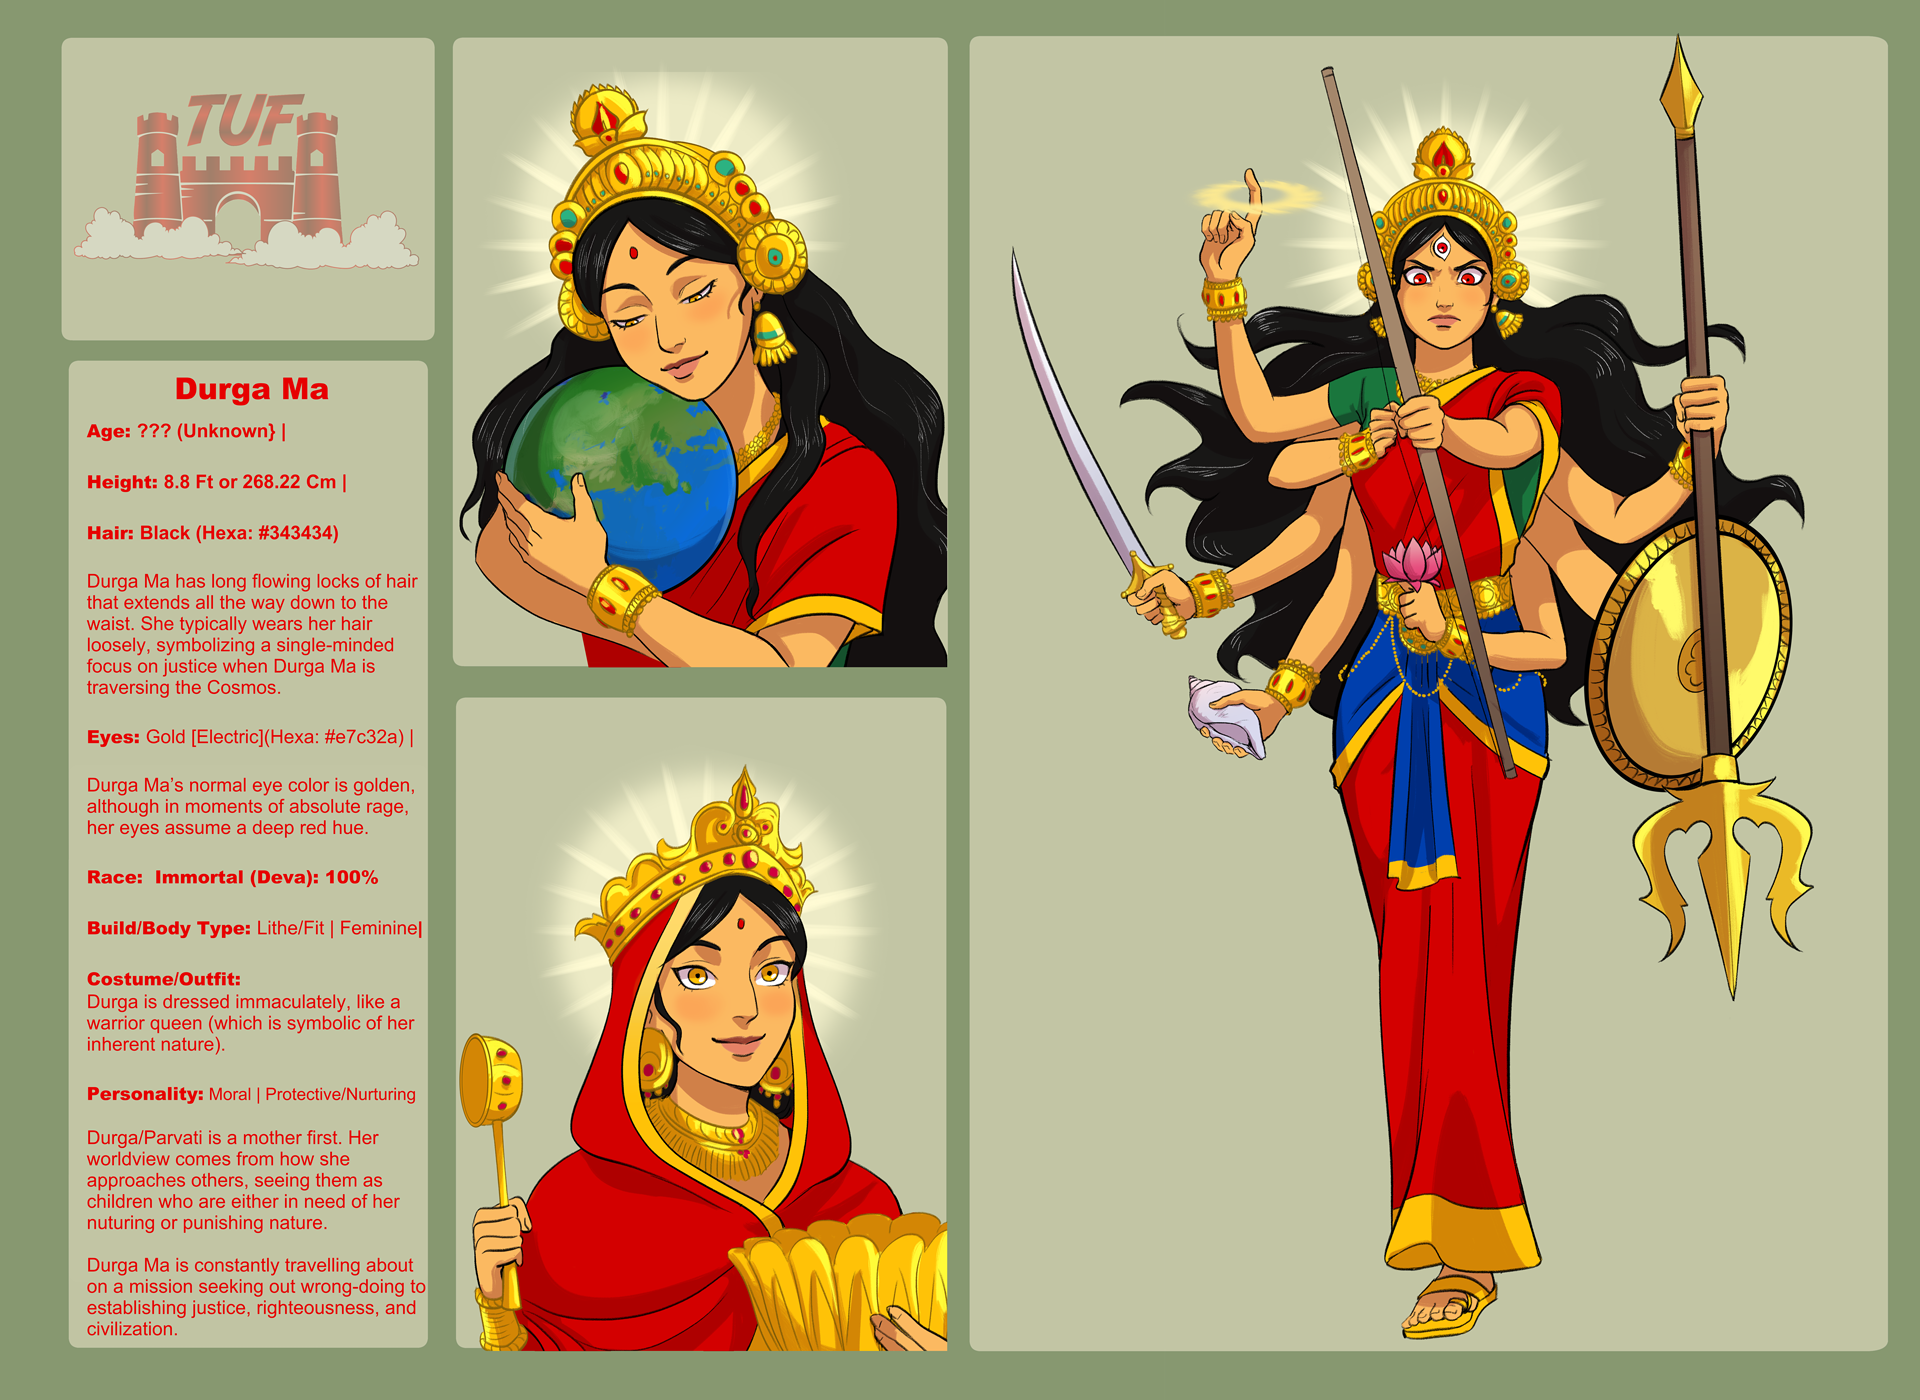 TUF
Durga Ma
Age: ??? (Unknown} |
Height: 8.8 Ft or 268.22 Cm |
Hair: Black (Hexa: #343434)
Durga Ma has long flowing locks of hair
that extends all the way down to the
waist. She typically wears her hair
loosely, symbolizing a single-minded
focus on justice when Durga Ma is
traversing the Cosmos.
Eyes: Gold [Electric](Hexa: #e7c32a) |
Durga Ma’s normal eye color is golden,
although in moments of absolute rage,
her eyes assume a deep red hue.
Race:  Immortal (Deva): 100%
Build/Body Type: Lithe/Fit | Feminine|
Costume/Outfit:
Durga is dressed immaculately, like a
warrior queen (which is symbolic of her
inherent nature).
Personality: Moral | Protective/Nurturing
Durga/Parvati is a mother first. Her
worldview comes from how she
approaches others, seeing them as
children who are either in need of her
nuturing or punishing nature.
Durga Ma is constantly travelling about
on a mission seeking out wrong-doing to
establishing justice, righteousness, and
civilization.